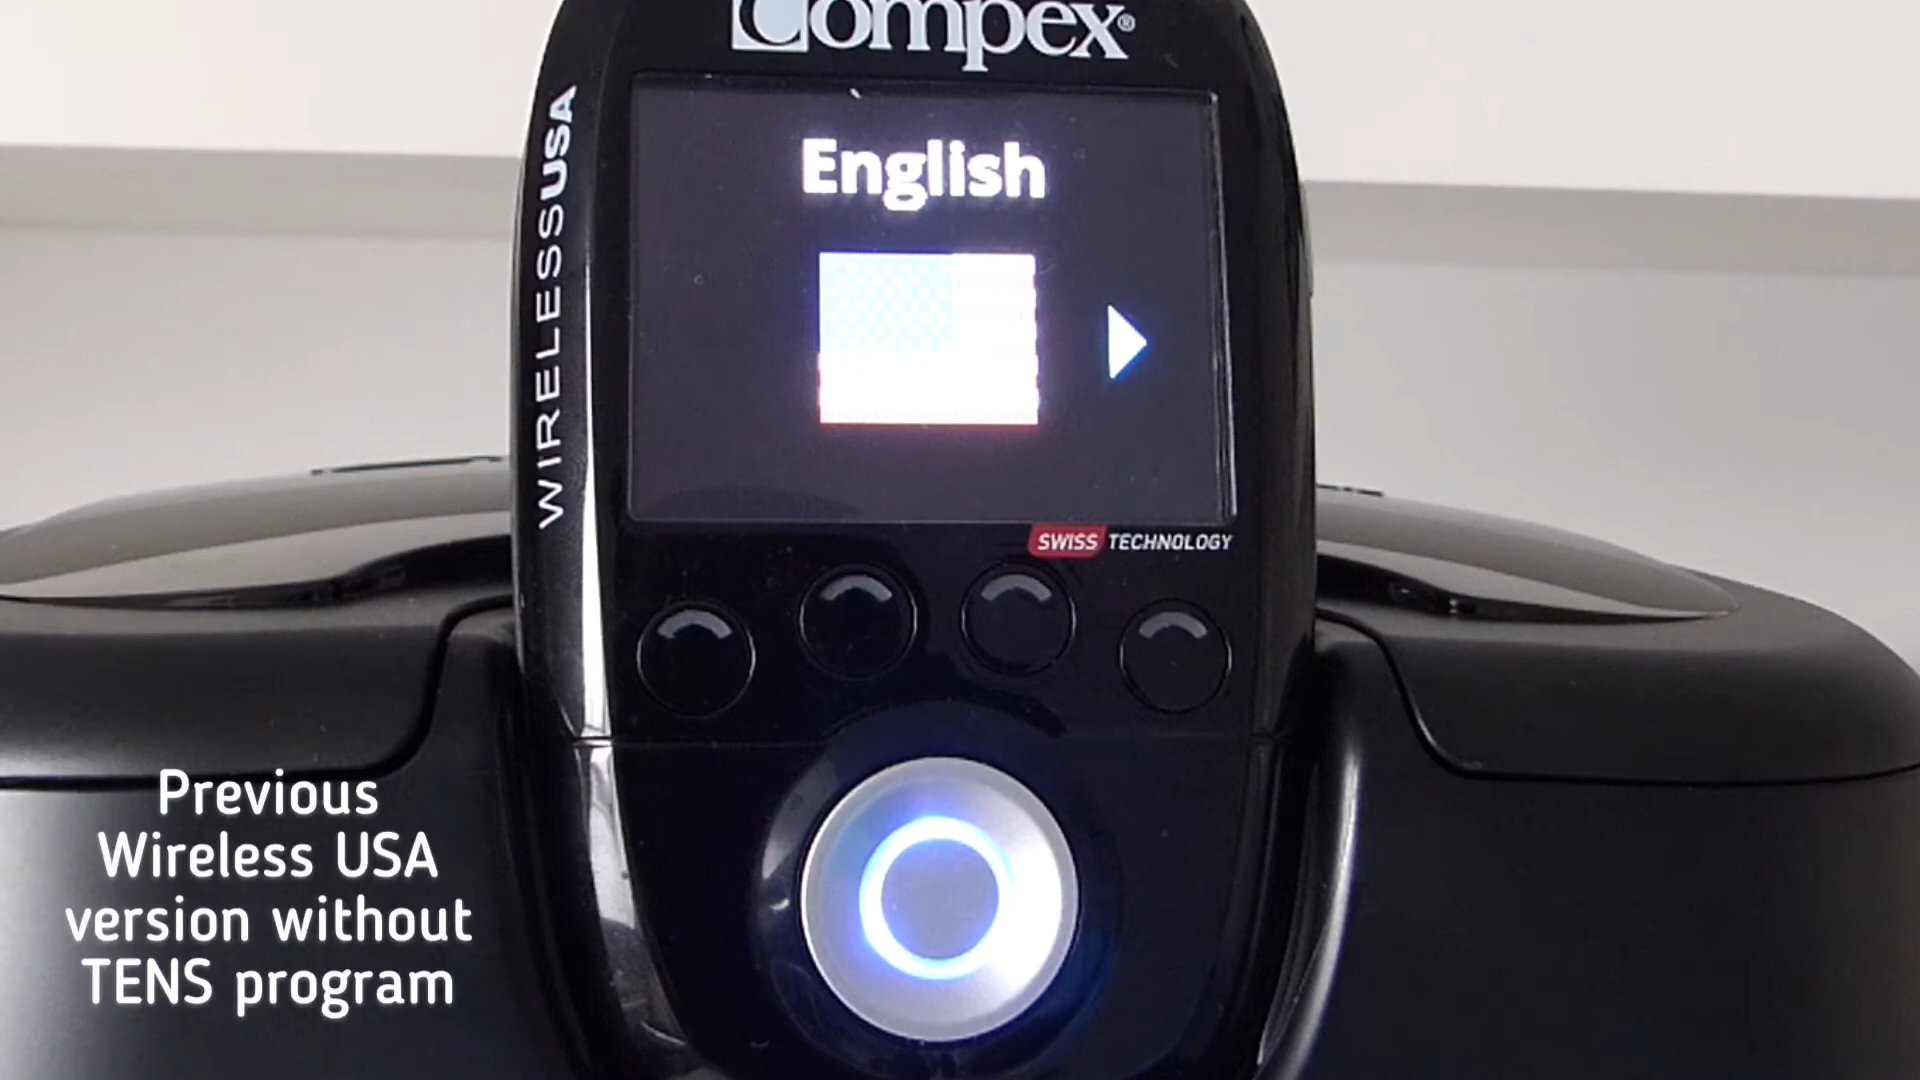 Compex®
WIRELESSUSA
English
SWISS TECHNOLOGY
Previous
Wireless USA
version without
TENS program